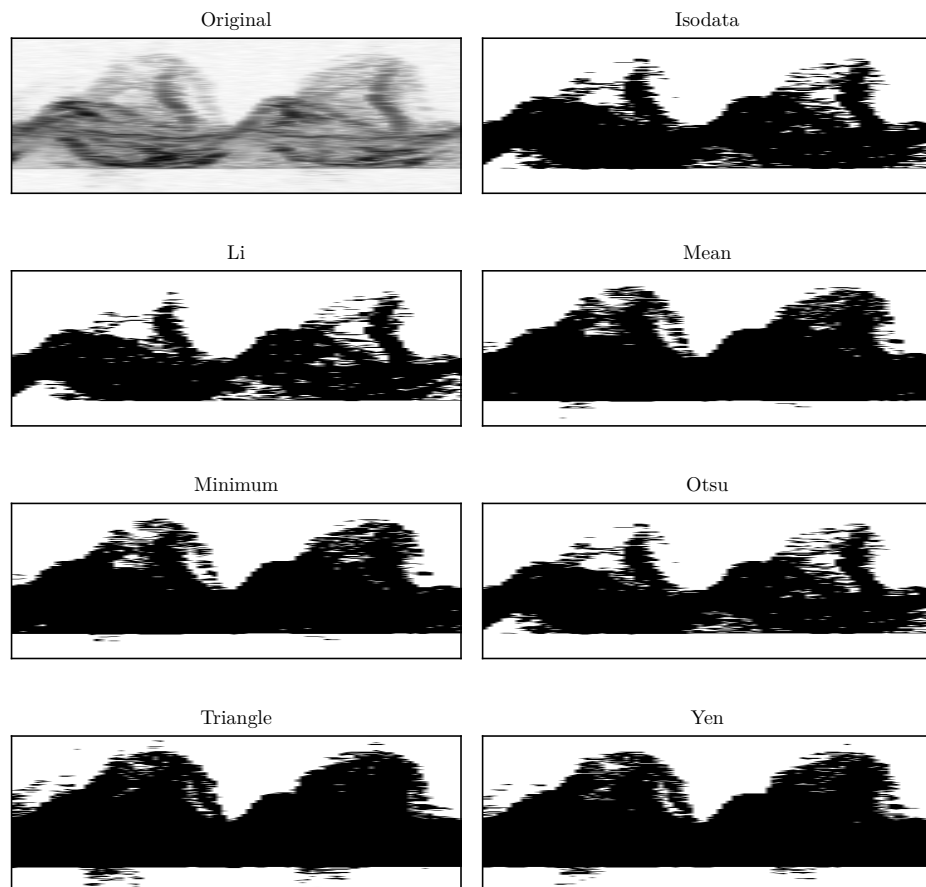 Original
Isodata
Li
Mean
Minimum
Otsu
Triangle
Yen